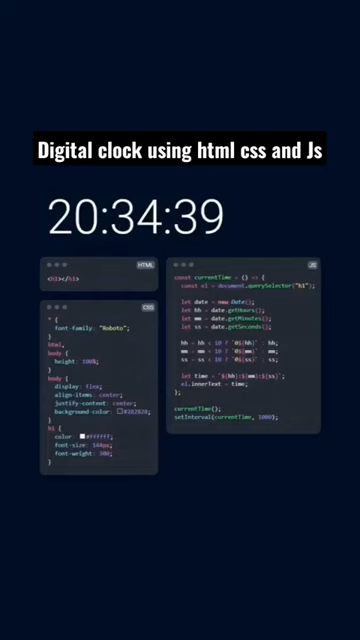 Digital clock using html css and Js
20:34:39
HTML
<h1></h1>
CSS
* {
font-family: "Roboto"
}
html,
body {
height: 100%
}
body {
display: flex;
align-items: center;
justify-content: center;
background-color: #282828;
}
h1 {
color: #ffffff;
font-size: 144px;
font-weight: 300;
}
JS
const currentTime = () => {
const el = document.querySelector("h1");
let date = new Date();
let hh = date.getHours();
let mm = date.getMinutes();
let ss = date.getSeconds();
hh = hh < 10 ? `0${hh}` : hh;
mm = mm < 10 ? `0${mm}` : mm;
ss = ss < 10 ? `0${ss}` : ss;
let time = `${hh}:${mm}:${ss}`;
el.innerText = time;
};
currentTime();
setInterval(currentTime, 1000);